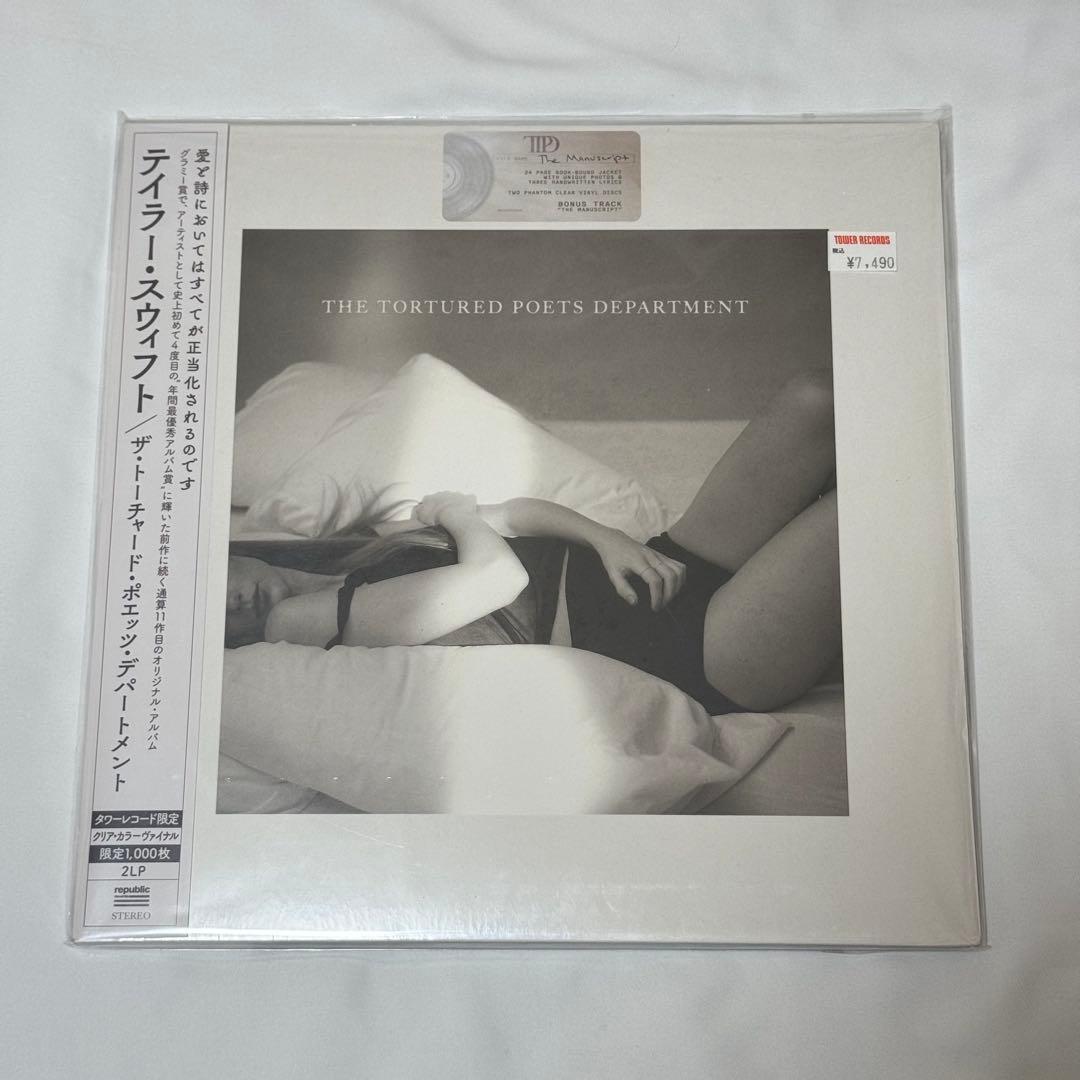 愛と詩においてはすべてが正当化されるのです
グラミー賞で、アーティストとして史上初めて4度目の“年間最優秀アルバム賞”に輝いた前作に続く通算11作目のオリジナル・アルバム
テイラー・スウィフト/ザ・トーチャード・ポエッツ・デパートメント
タワーレコード限定
クリア・カラーヴァイナル
限定1,000枚
2LP
republic
STEREO
TTPD
The Manuscript
24 PAGE BOOK-BOUND JACKET
WITH UNIQUE PHOTOS &
THREE HANDWRITTEN LYRICS
TWO PHANTOM CLEAR VINYL DISCS
BONUS TRACK
"THE MANUSCRIPT"
TOWER RECORDS
税込
¥7,490
THE TORTURED POETS DEPARTMENT